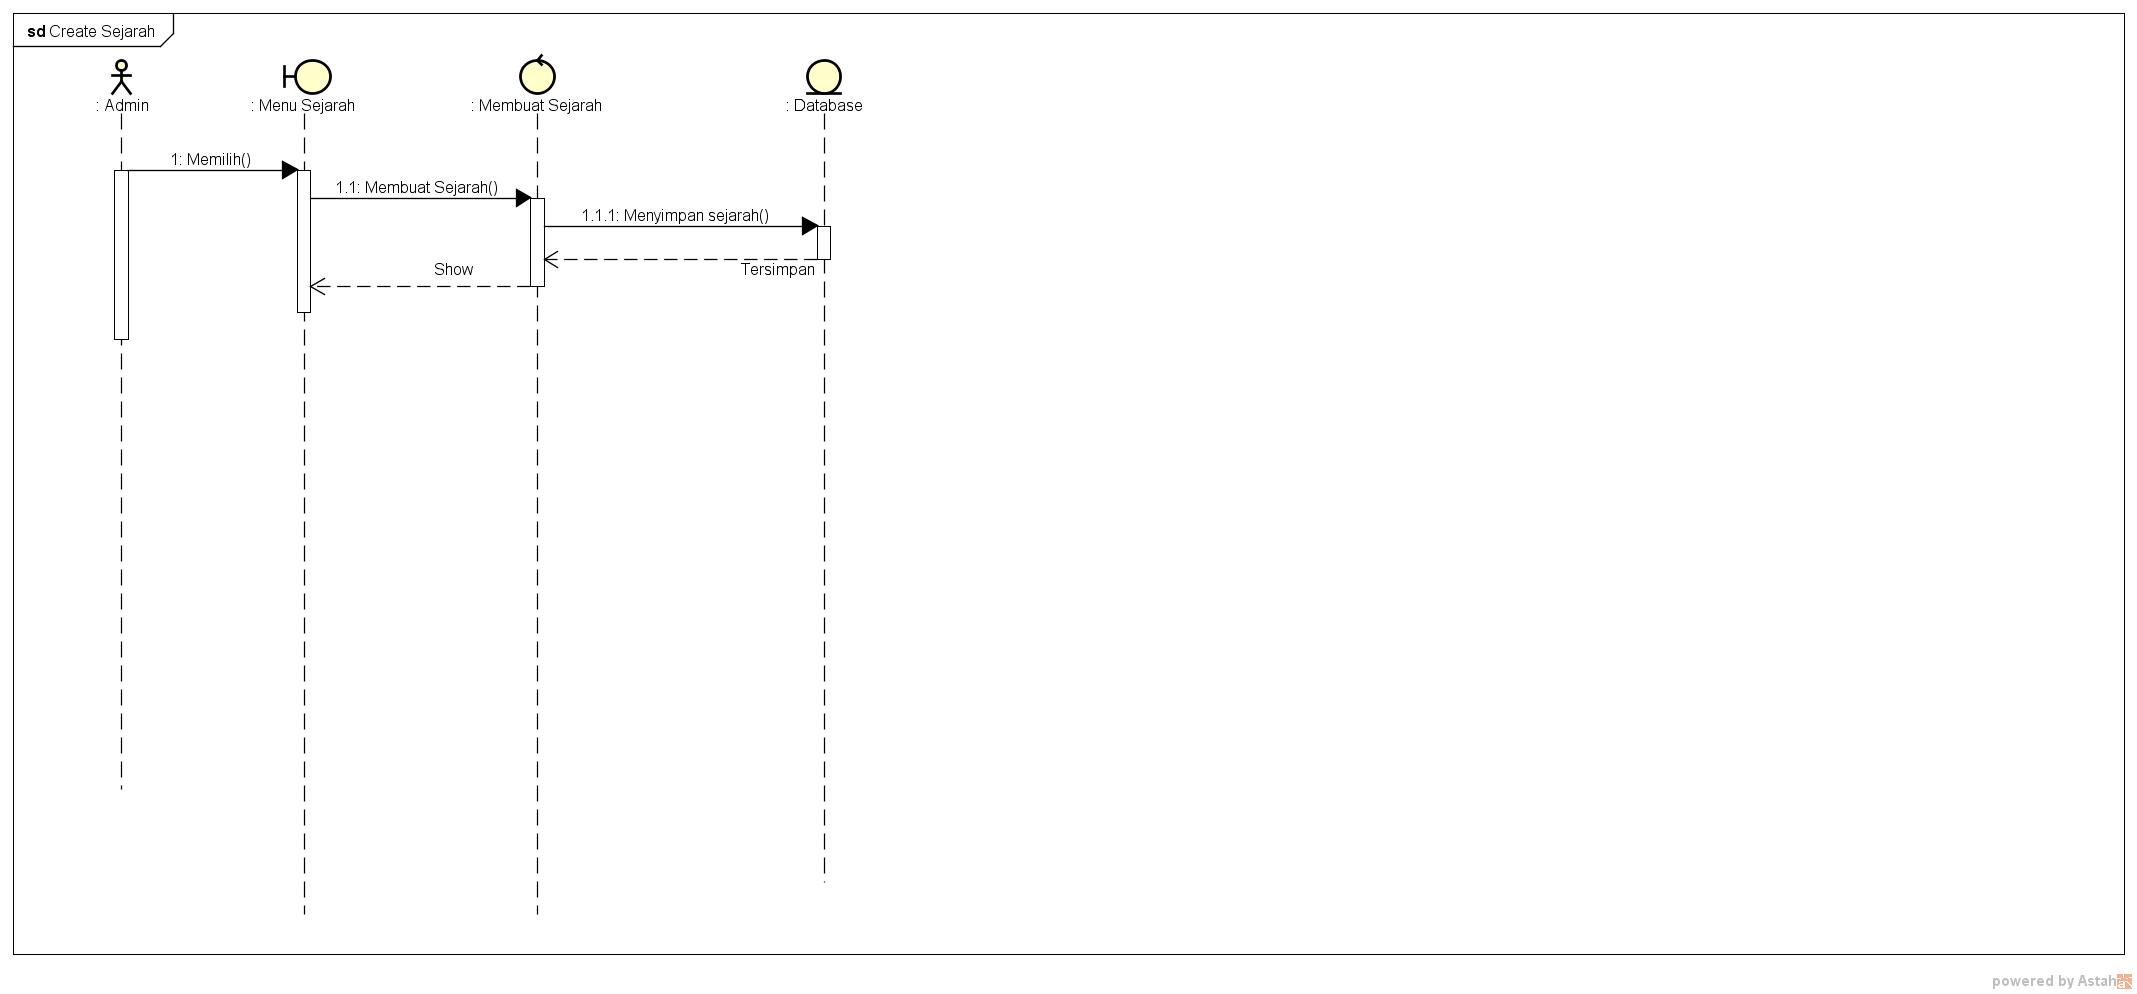 sd Create Sejarah
: Admin
: Menu Sejarah
: Membuat Sejarah
: Database
1: Memilih()
1.1: Membuat Sejarah()
1.1.1: Menyimpan sejarah()
Tersimpan
Show
powered by Astah